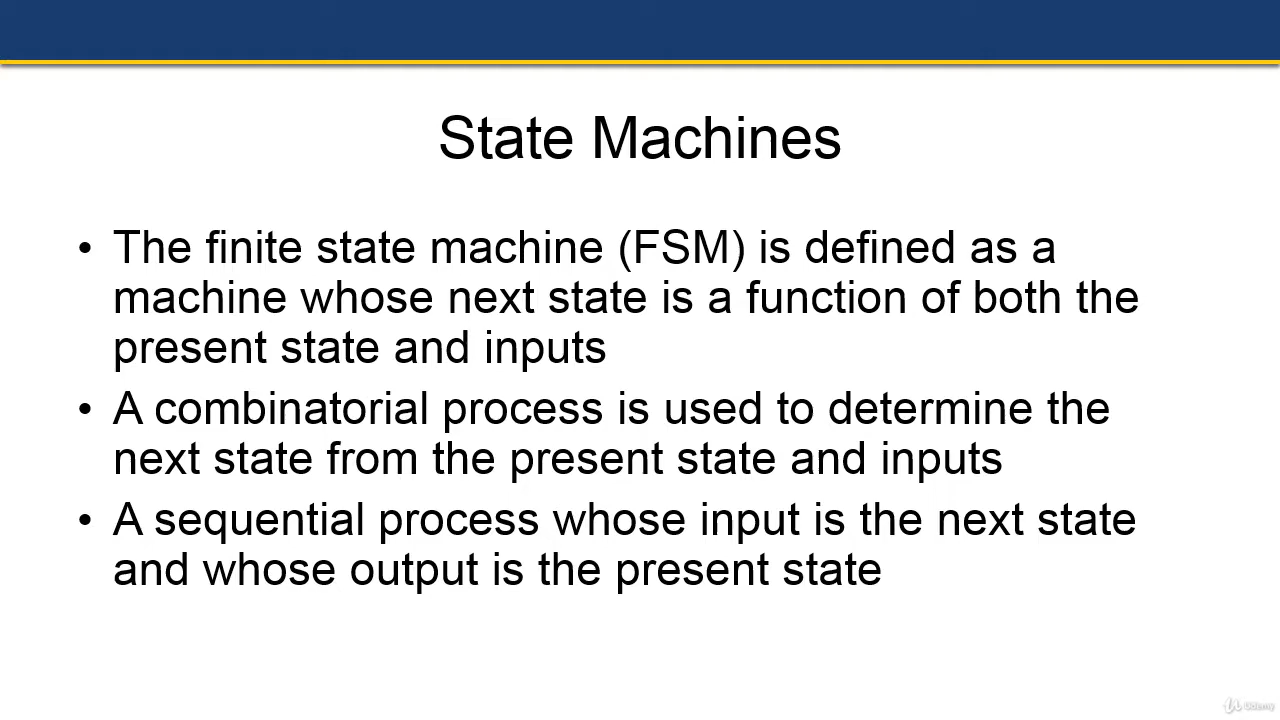 State Machines
• The finite state machine (FSM) is defined as a
machine whose next state is a function of both the
present state and inputs
• A combinatorial process is used to determine the
next state from the present state and inputs
• A sequential process whose input is the next state
and whose output is the present state
Udemy